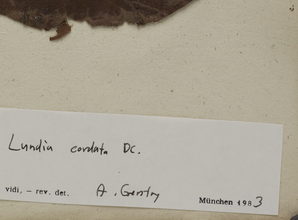 Lundia cordata DC.
vidi, – rev. det. A. Gentry München 1983